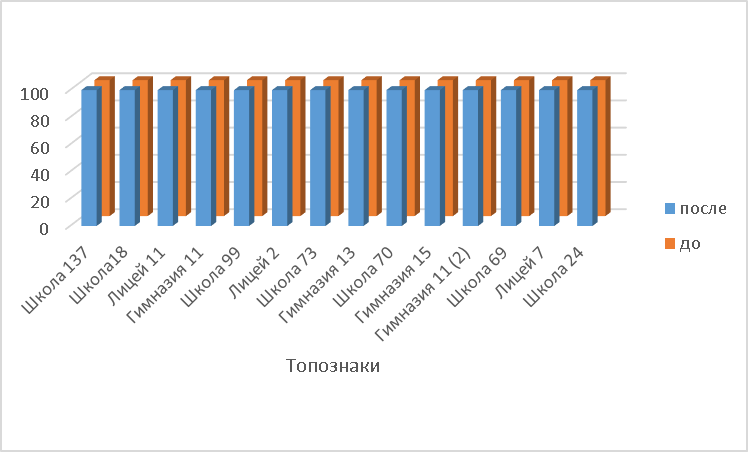 100
80
60
40
20
0
Школа 137
Школа18
Лицей 11
Гимназия 11
Школа 99
Лицей 2
Школа 73
Гимназия 13
Школа 70
Гимназия 15
Гимназия 11 (2)
Школа 69
Лицей 7
Школа 24
Топознаки
после
до